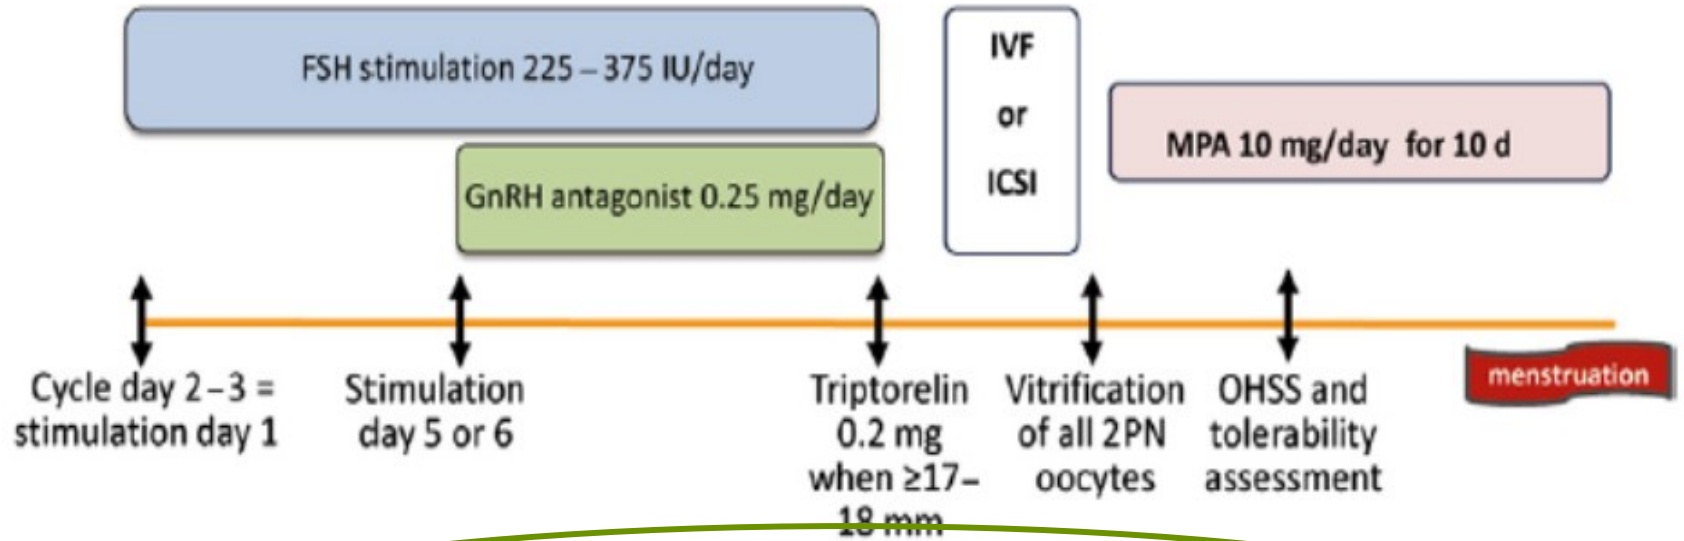 FSH stimulation 225 – 375 IU/day
GnRH antagonist 0.25 mg/day
IVF
or
ICSI
MPA 10 mg/day for 10 d
Cycle day 2–3 =
stimulation day 1
Stimulation
day 5 or 6
Triptorelin
0.2 mg
when ≥17–
18 mm
Vitrification
of all 2PN
oocytes
OHSS and
tolerability
assessment
menstruation